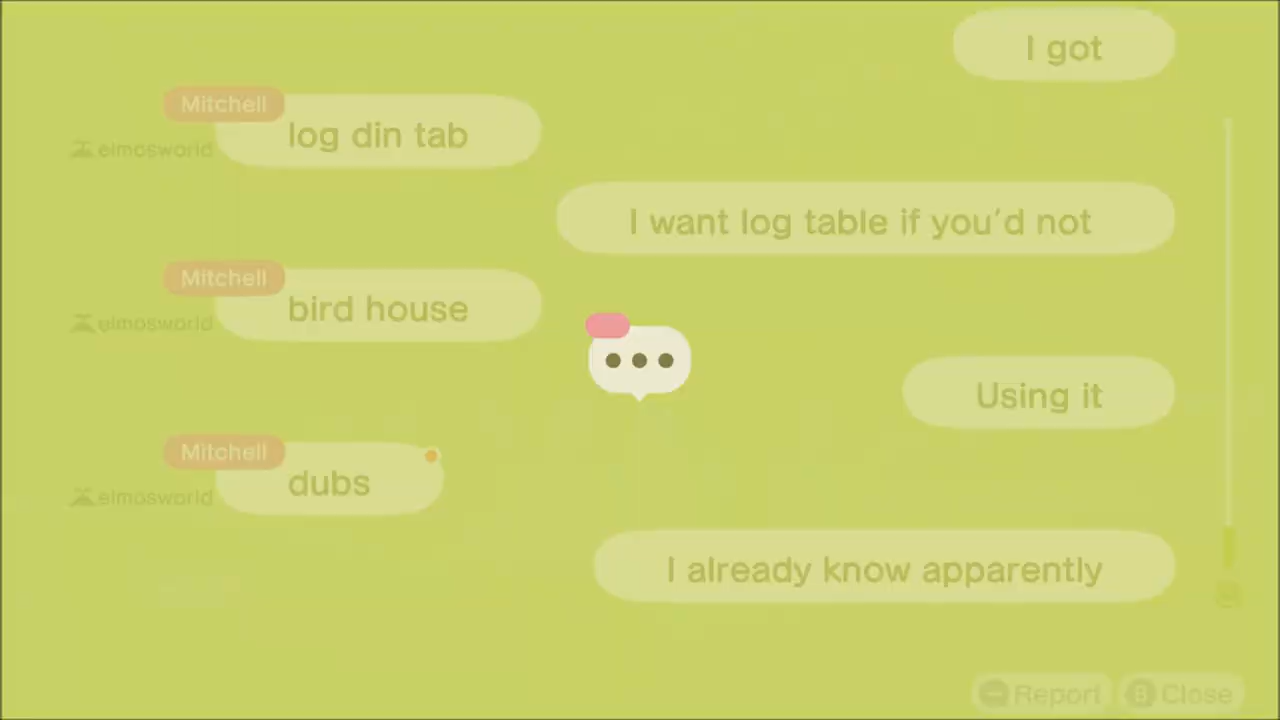 I got
Mitchell
log din tab
elmosworld
I want log table if you'd not
Mitchell
bird house
elmosworld
Using it
Mitchell
dubs
elmosworld
I already know apparently
Report
Close